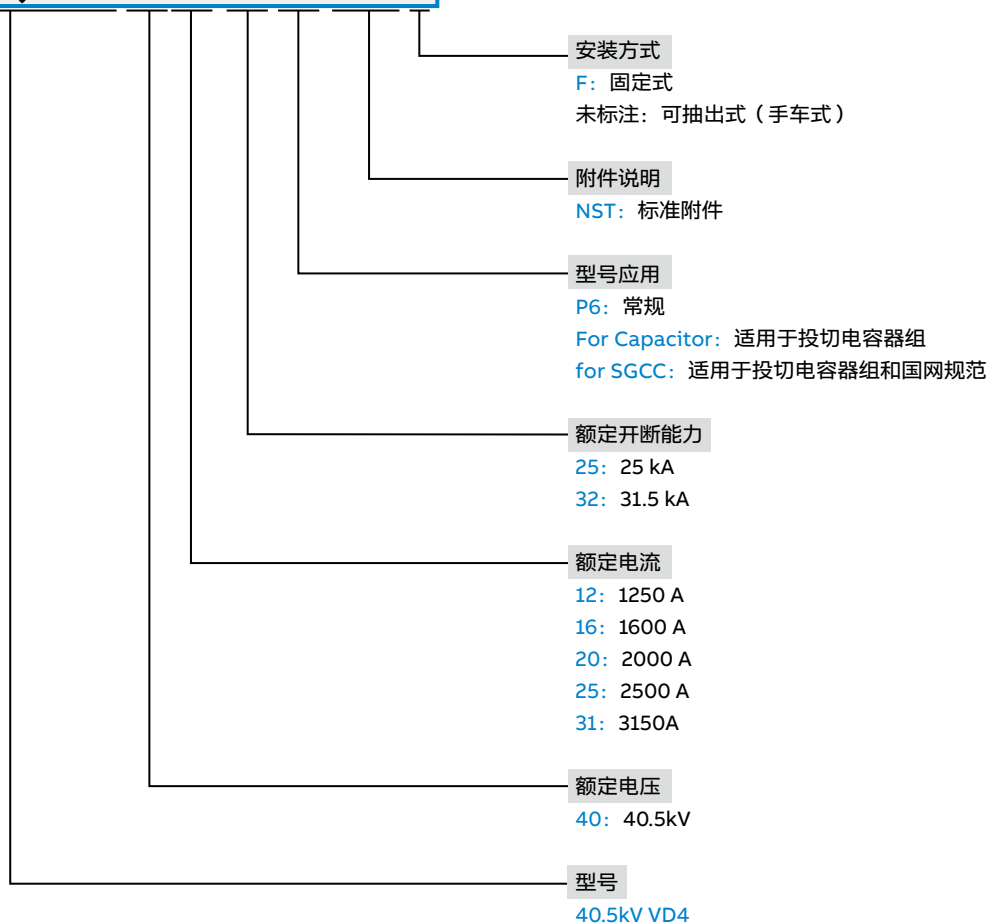 安装方式
F：固定式
未标注：可抽出式（手车式）
附件说明
NST：标准附件
型号应用
P6：常规
For Capacitor：适用于投切电容器组
for SGCC：适用于投切电容器组和国网规范
额定开断能力
25：25 kA
32：31.5 kA
额定电流
12：1250 A
16：1600 A
20：2000 A
25：2500 A
31：3150A
额定电压
40：40.5kV
型号
40.5kV VD4